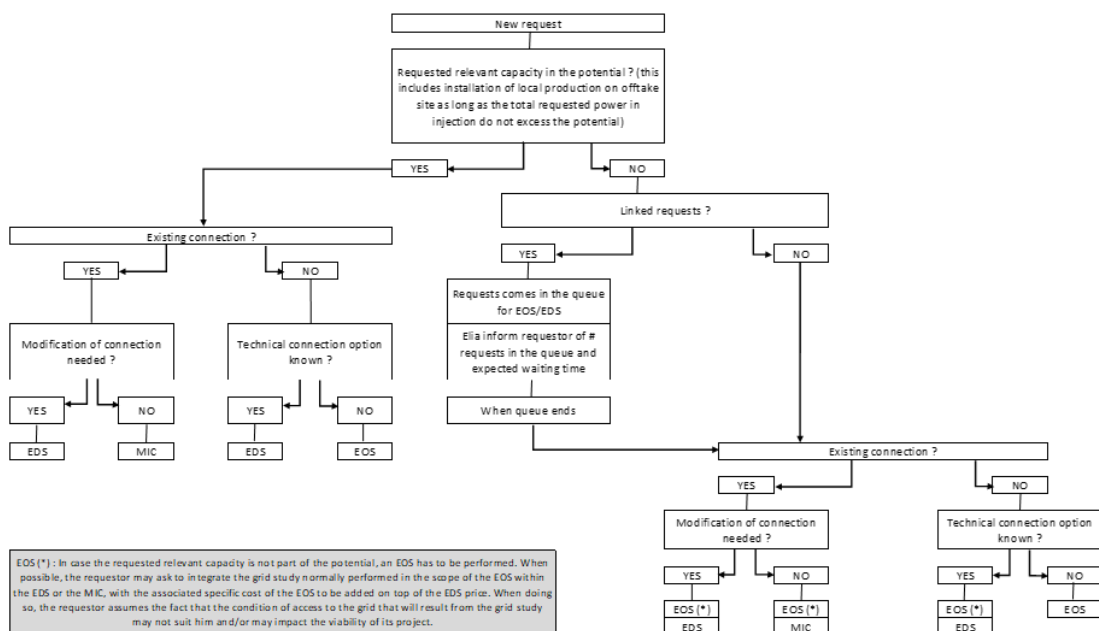 New request
Requested relevant capacity in the potential ? (this
includes installation of local production on offtake
site as long as the total requested power in
injection do not excess the potential)
YES
NO
Linked requests ?
Existing connection ?
YES
NO
YES
NO
Requests comes in the queue
for EOS/EDS
Elia inform requestor of #
requests in the queue and
expected waiting time
Modification of connection
needed ?
Technical connection option
known ?
YES
NO
YES
NO
When queue ends
EDS
MIC
EDS
EOS
Existing connection ?
YES
NO
Modification of connection
needed ?
Technical connection option
known ?
YES
NO
YES
NO
EOS (*)
EOS (*)
EOS (*)
EOS
EDS
MIC
EDS
EOS (*) : In case the requested relevant capacity is not part of the potential, an EOS has to be performed. When
possible, the requestor may ask to integrate the grid study normally performed in the scope of the EOS within
the EDS or the MIC, with the associated specific cost of the EOS to be added on top of the EDS price. When doing
so, the requestor assumes the fact that the condition of access to the grid that will result from the grid study
may not suit him and/or may impact the viability of its project.